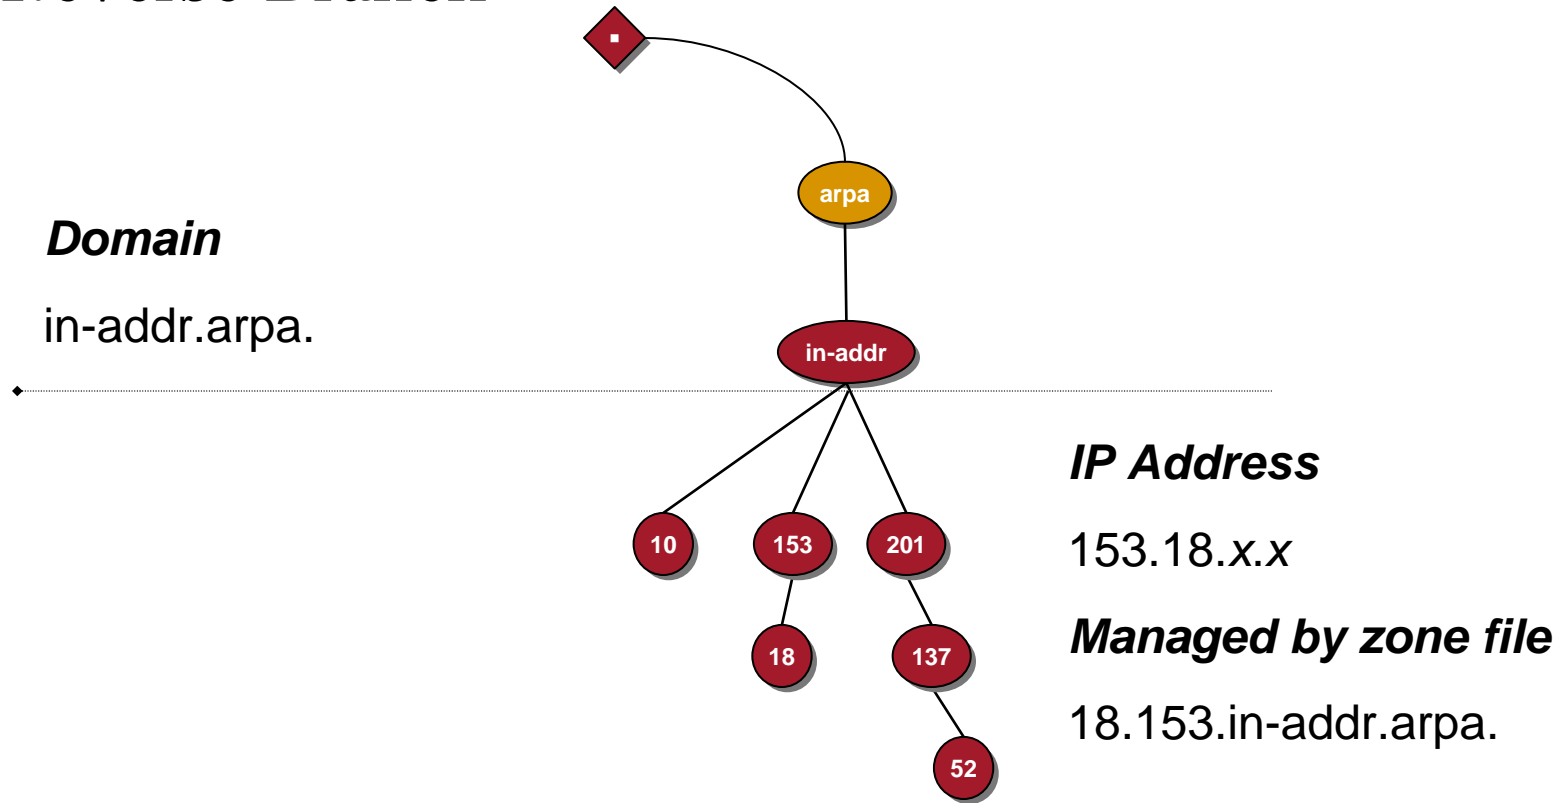 .
arpa
Domain
in-addr.arpa.
in-addr
IP Address
10
153
201
153.18.x.x
Managed by zone file
18
137
18.153.in-addr.arpa.
52